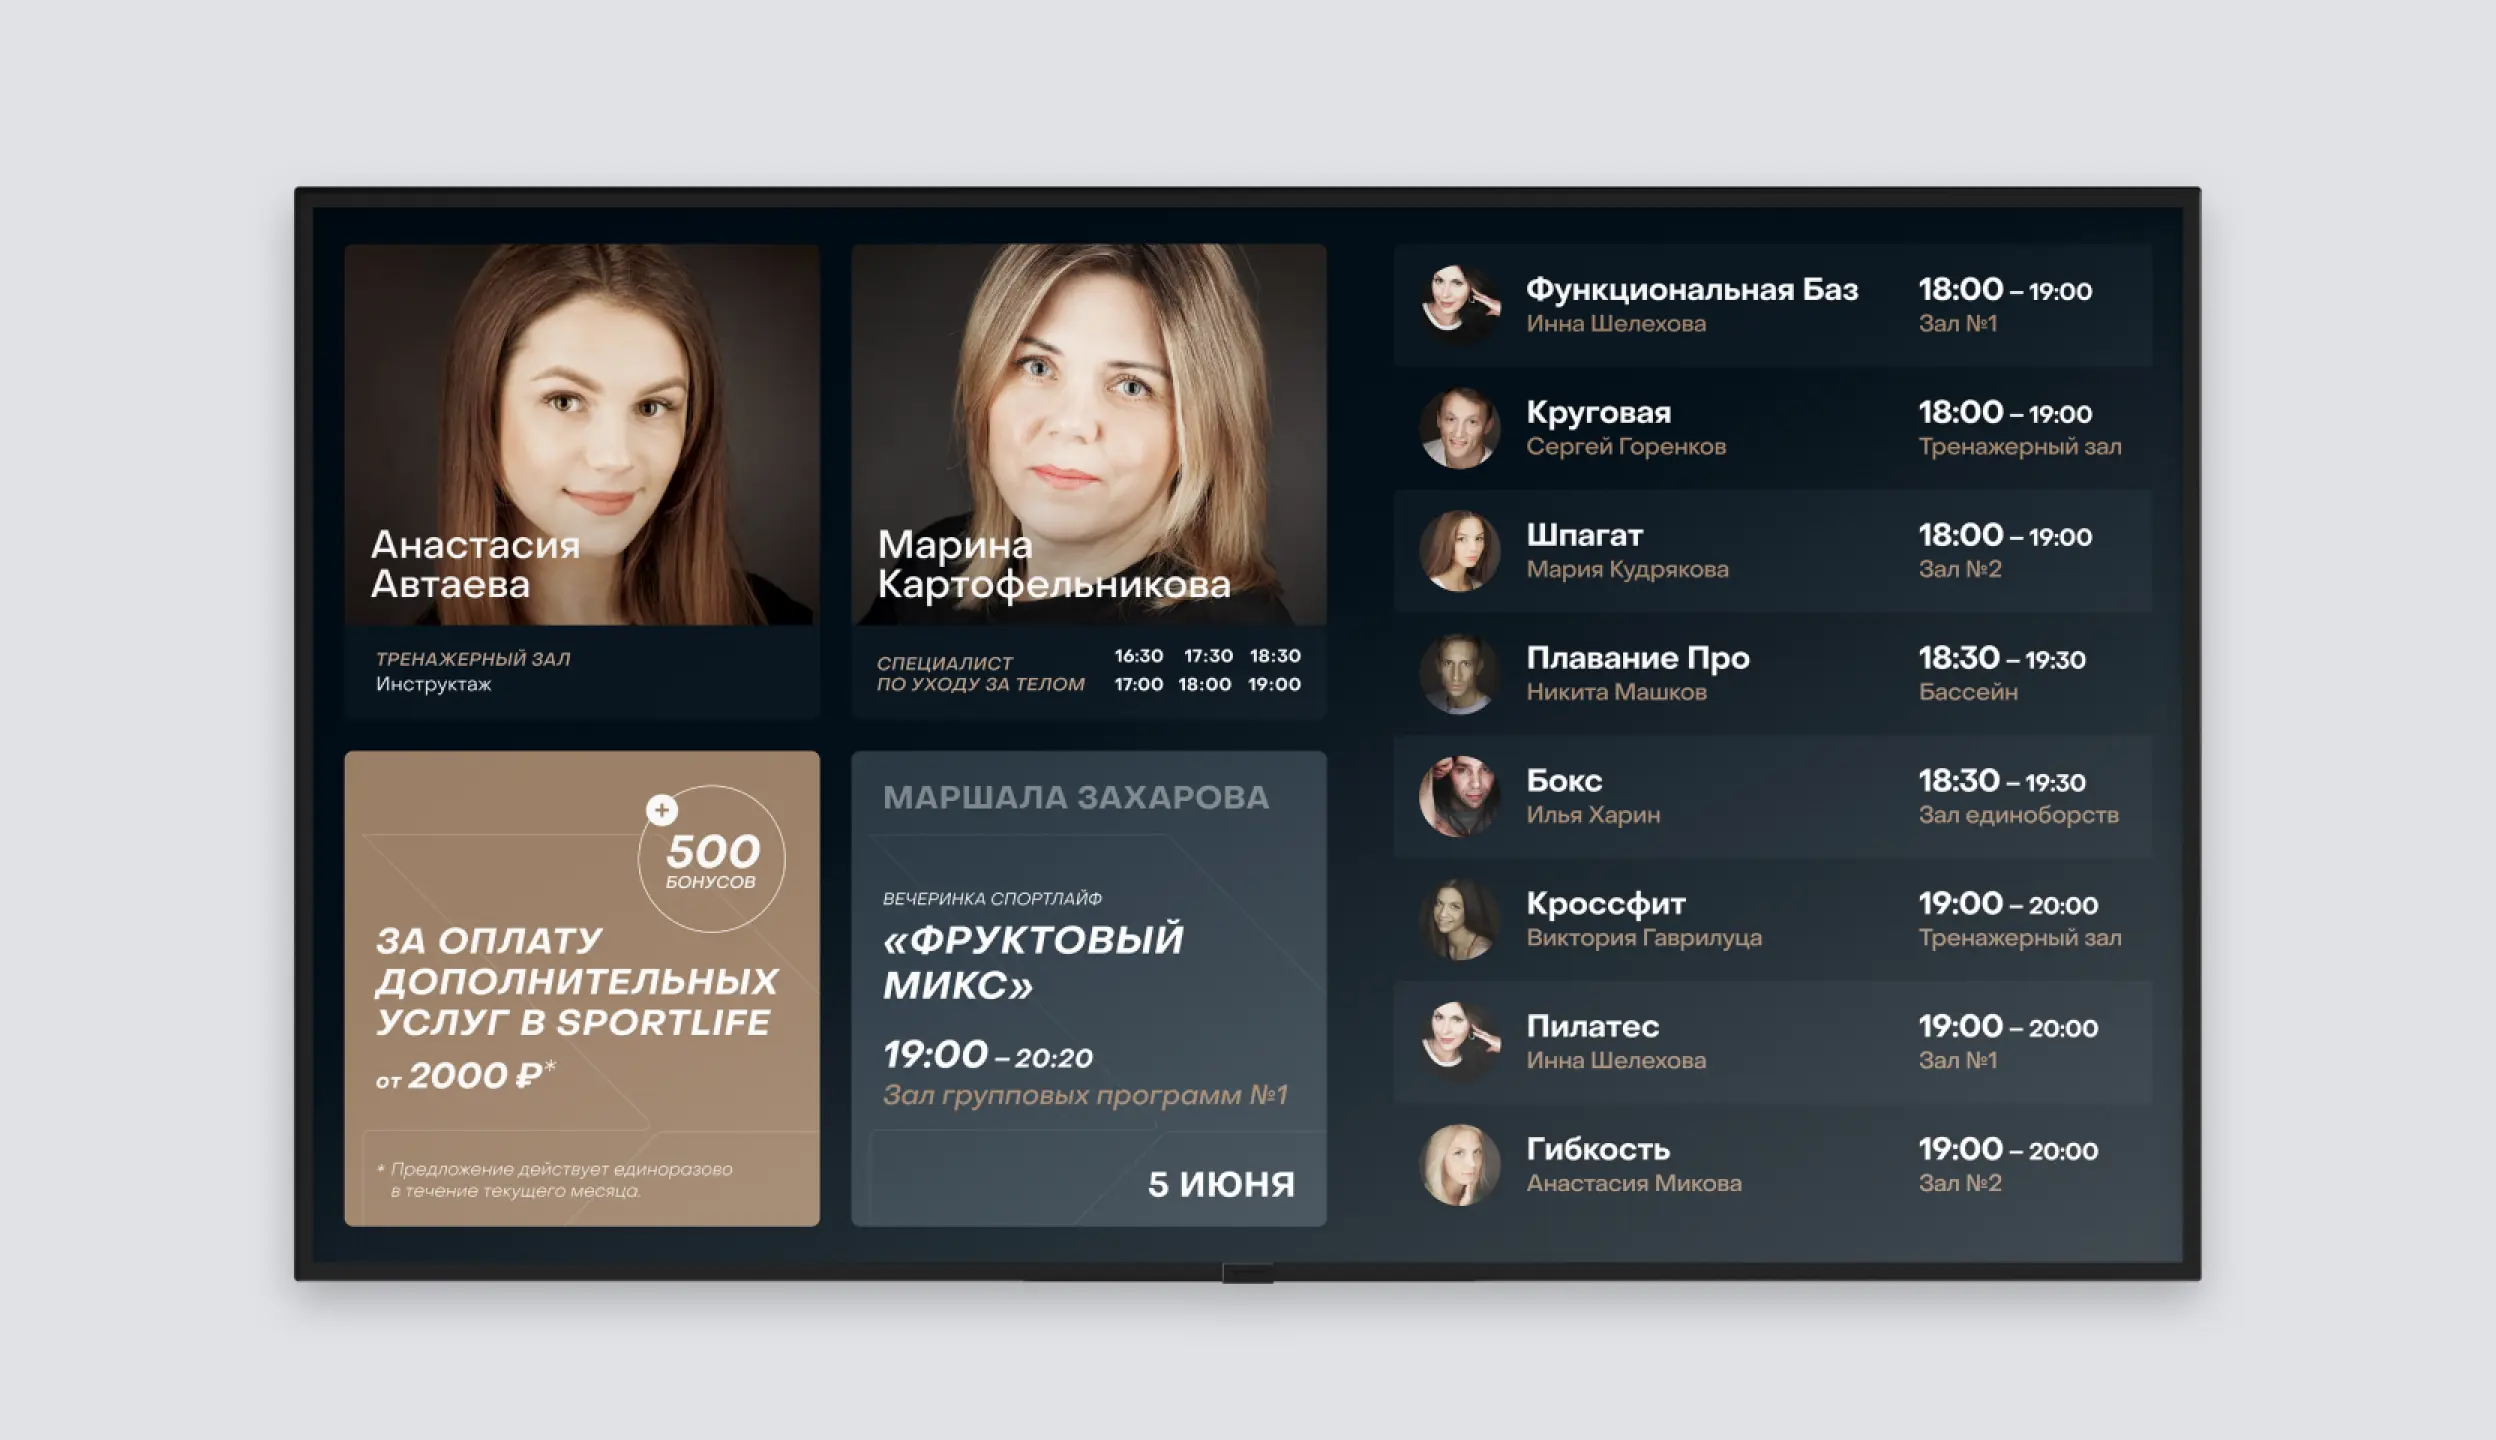 Анастасия
Автаева
ТРЕНАЖЕРНЫЙ ЗАЛ
Инструктаж
Марина
Картофельникова
СПЕЦИАЛИСТ
ПО УХОДУ ЗА ТЕЛОМ
16:30 17:30 18:30
17:00 18:00 19:00
+
500
БОНУСОВ
ЗА ОПЛАТУ
ДОПОЛНИТЕЛЬНЫХ
УСЛУГ В SPORTLIFE
от 2000 ₽*
* Предложение действует единоразово
в течение текущего месяца.
МАРШАЛА ЗАХАРОВА
ВЕЧЕРИНКА СПОРТЛАЙФ
«ФРУКТОВЫЙ
МИКС»
19:00 – 20:20
Зал групповых программ №1
5 ИЮНЯ
Функциональная Баз 18:00 – 19:00
Инна Шелехова Зал №1
Круговая 18:00 – 19:00
Сергей Горенков Тренажерный зал
Шпагат 18:00 – 19:00
Мария Кудрякова Зал №2
Плавание Про 18:30 – 19:30
Никита Машков Бассейн
Бокс 18:30 – 19:30
Илья Харин Зал единоборств
Кроссфит 19:00 – 20:00
Виктория Гаврилуца Тренажерный зал
Пилатес 19:00 – 20:00
Инна Шелехова Зал №1
Гибкость 19:00 – 20:00
Анастасия Микова Зал №2